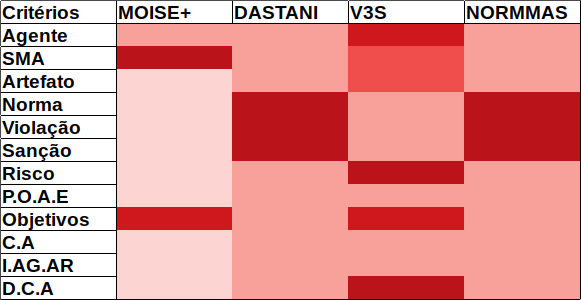 Critérios MOISE+ DASTANI V3S NORMMAS
Agente
SMA
Artefato
Norma
Violação
Sanção
Risco
P.O.A.E
Objetivos
C.A
I.AG.AR
D.C.A